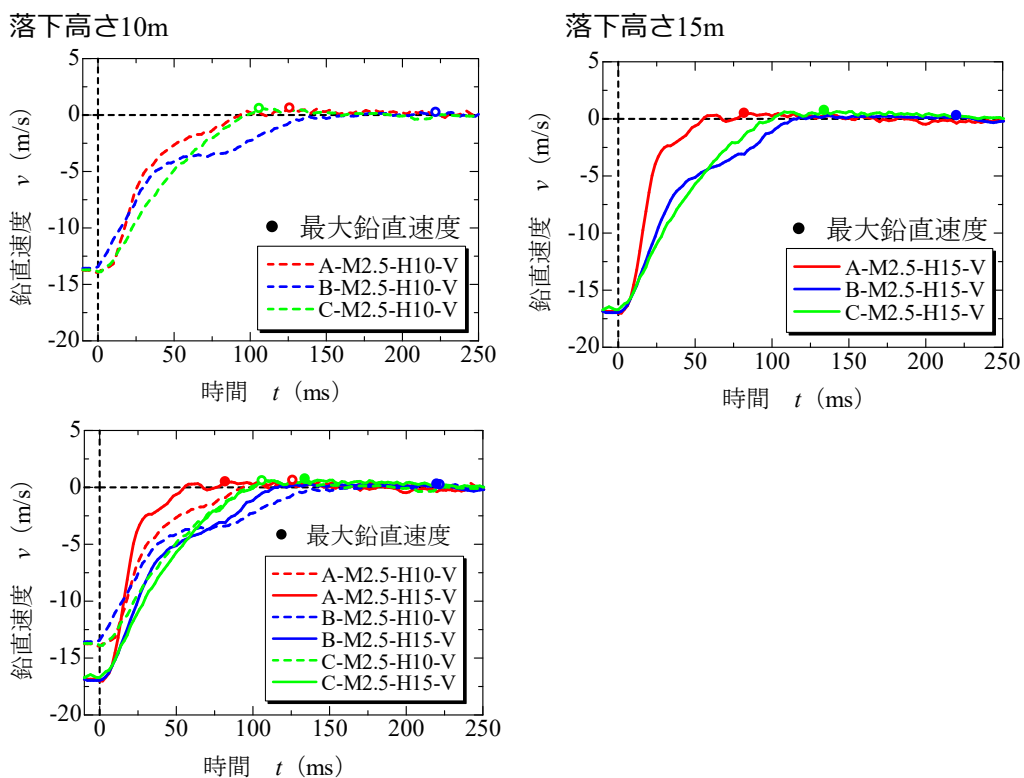 落下高さ10m
5
0
-5
-10
-15
-20
鉛直速度 v (m/s)
● 最大鉛直速度
A-M2.5-H10-V
B-M2.5-H10-V
C-M2.5-H10-V
0 50 100 150 200 250
時間 t (ms)
落下高さ15m
5
0
-5
-10
-15
-20
鉛直速度 v (m/s)
● 最大鉛直速度
A-M2.5-H15-V
B-M2.5-H15-V
C-M2.5-H15-V
0 50 100 150 200 250
時間 t (ms)
5
0
-5
-10
-15
-20
鉛直速度 v (m/s)
● 最大鉛直速度
A-M2.5-H10-V
A-M2.5-H15-V
B-M2.5-H10-V
B-M2.5-H15-V
C-M2.5-H10-V
C-M2.5-H15-V
0 50 100 150 200 250
時間 t (ms)